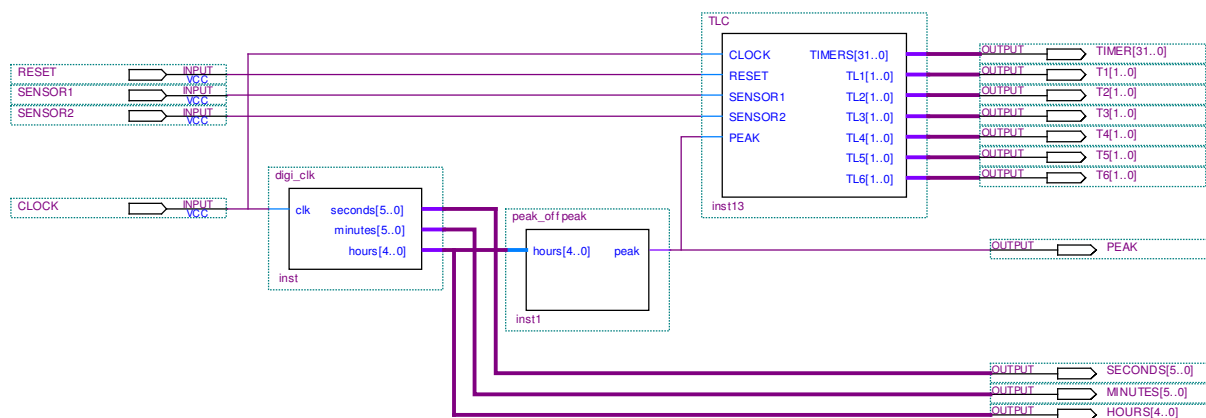 TLC
CLOCK TIMERS[31..0] OUTPUT TIMER[31..0]
RESET INPUT VCC RESET TL1[1..0] OUTPUT T1[1..0]
SENSOR1 INPUT VCC SENSOR1 TL2[1..0] OUTPUT T2[1..0]
SENSOR2 INPUT VCC SENSOR2 TL3[1..0] OUTPUT T3[1..0]
PEAK TL4[1..0] OUTPUT T4[1..0]
TL5[1..0] OUTPUT T5[1..0]
TL6[1..0] OUTPUT T6[1..0]
inst13
digi_clk
CLOCK INPUT VCC clk seconds[5..0]
minutes[5..0]
hours[4..0]
inst
peak_offpeak
hours[4..0] peak OUTPUT PEAK
inst1
OUTPUT SECONDS[5..0]
OUTPUT MINUTES[5..0]
OUTPUT HOURS[4..0]